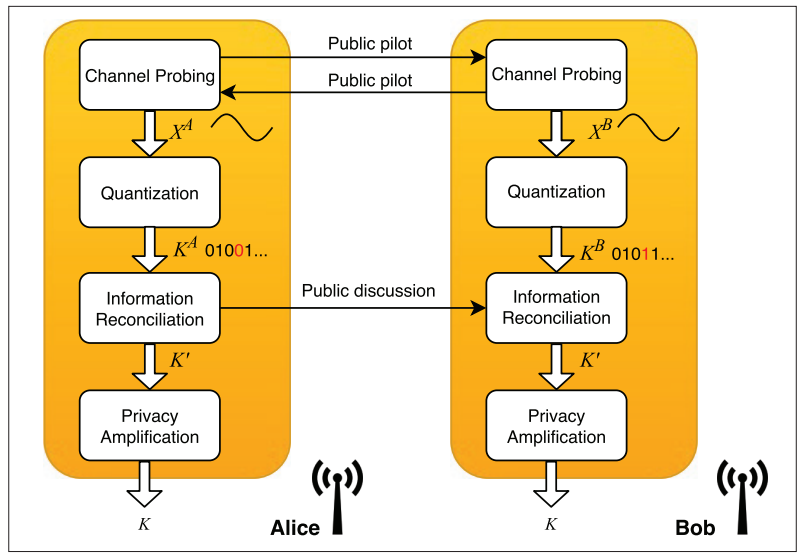 Public pilot
Channel Probing
Channel Probing
Public pilot
X^A
X^B
Quantization
Quantization
K^A 01001...
K^B 01011...
Information
Reconciliation
Public discussion
Information
Reconciliation
K'
K'
Privacy
Amplification
Privacy
Amplification
K
Alice
K
Bob